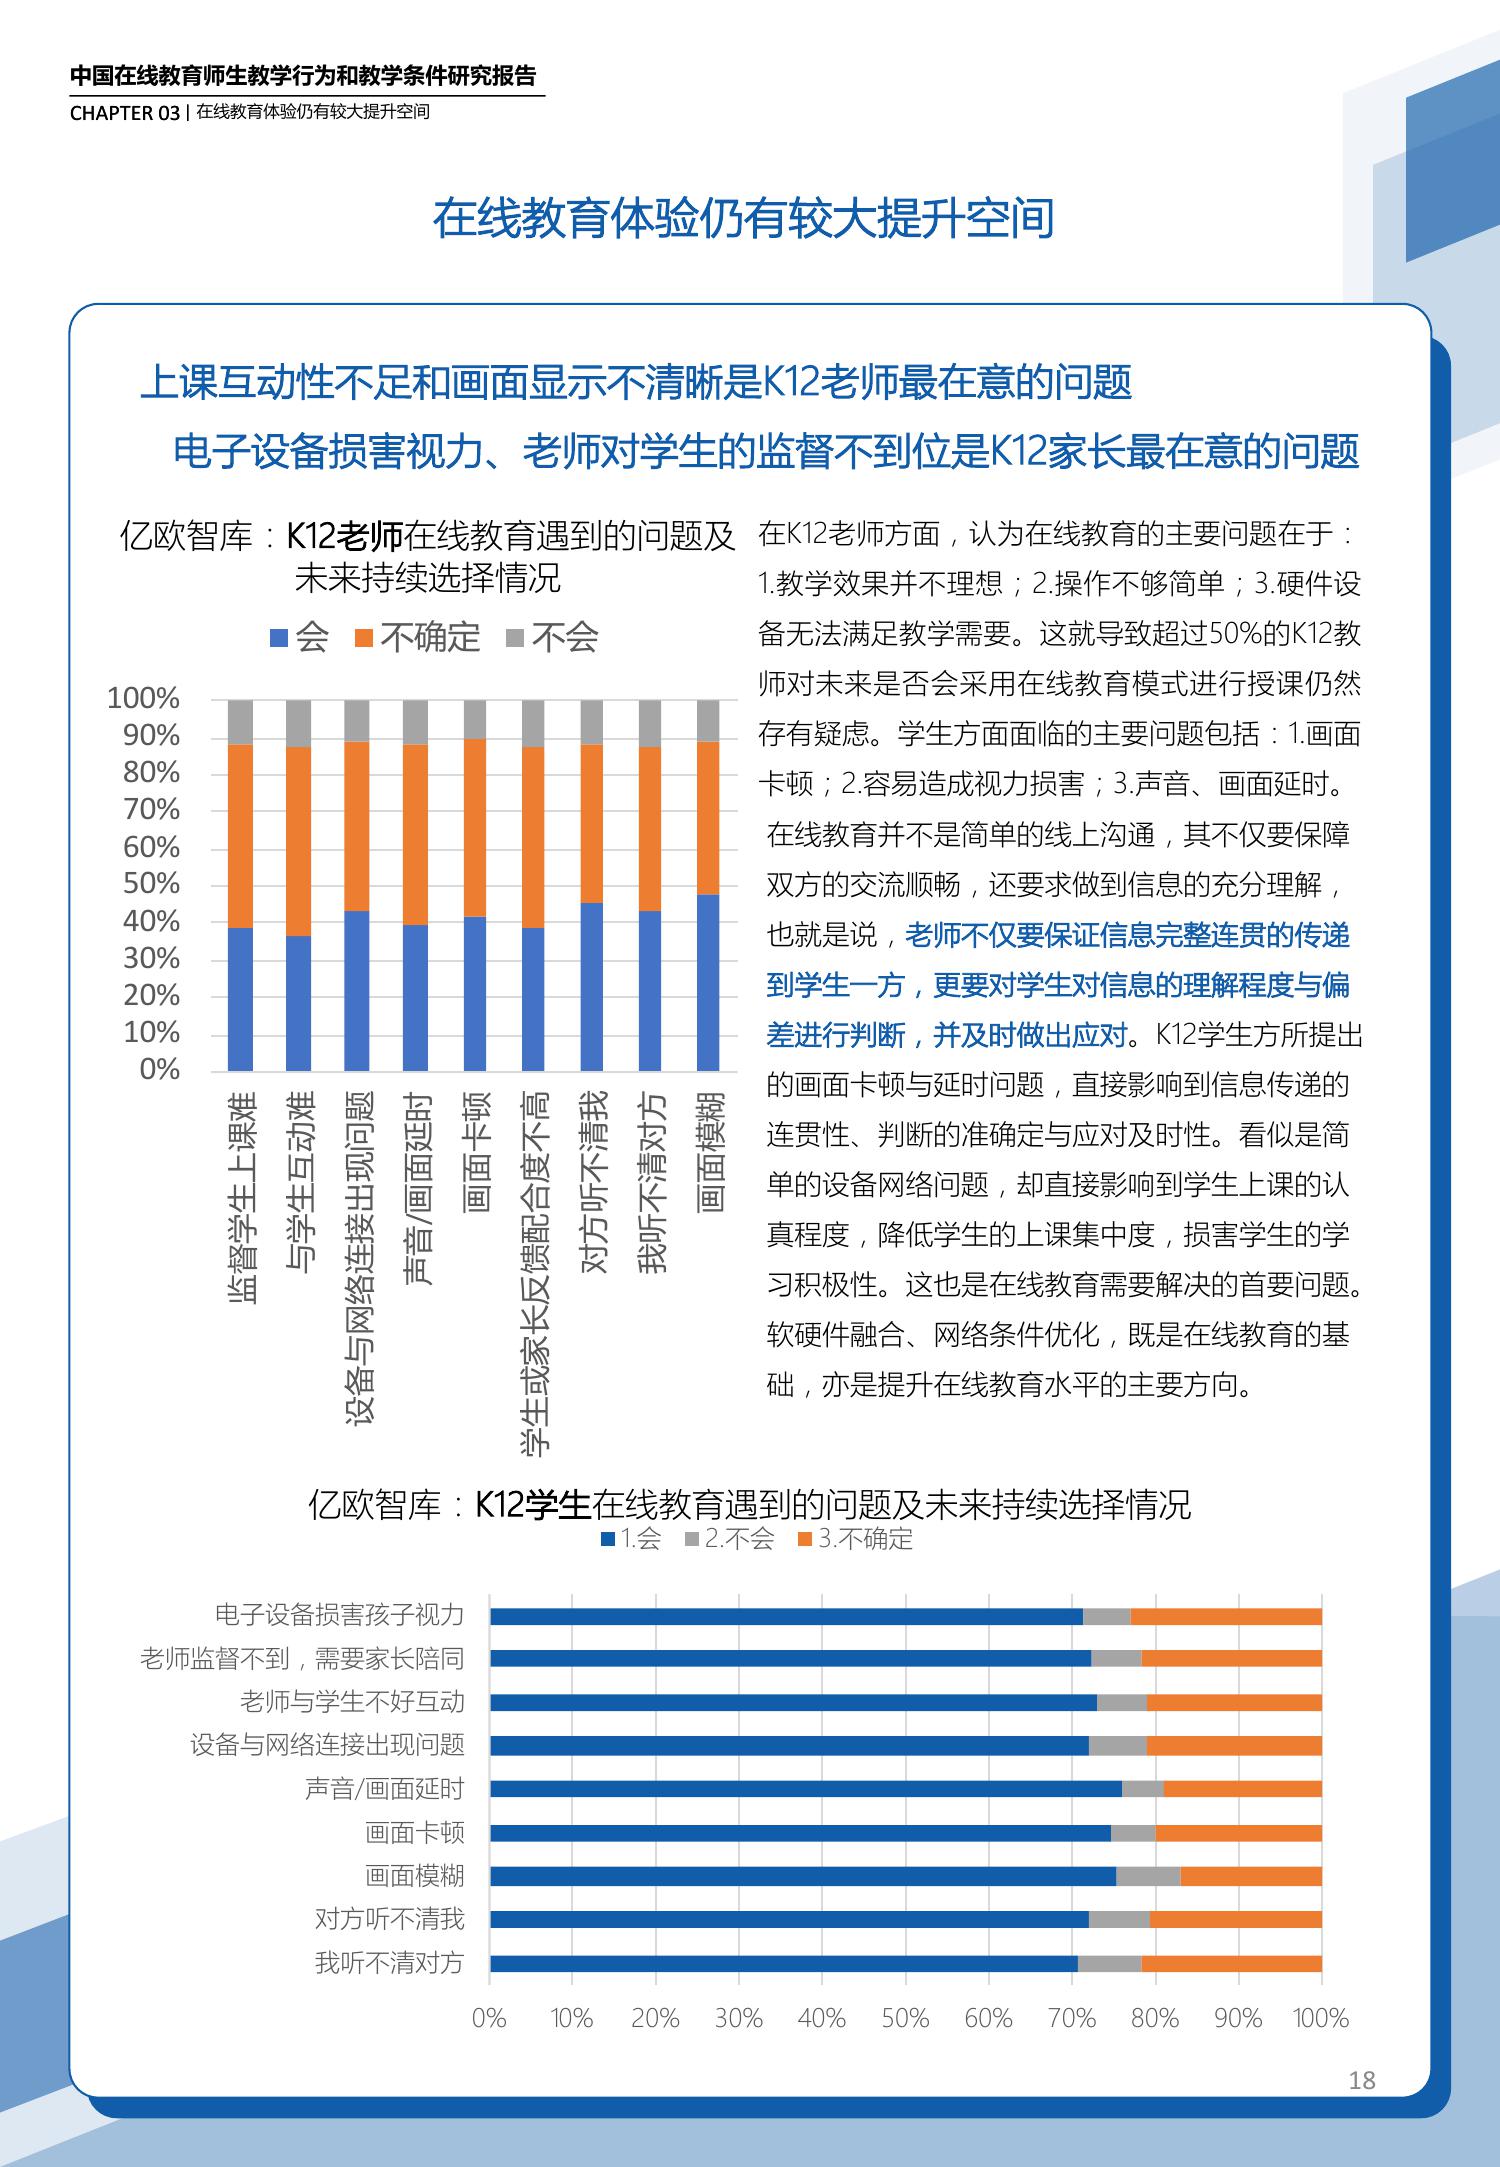 中国在线教育师生教学行为和教学条件研究报告
CHAPTER 03 | 在线教育体验仍有较大提升空间
在线教育体验仍有较大提升空间
上课互动性不足和画面显示不清晰是K12老师最在意的问题
电子设备损害视力、老师对学生的监督不到位是K12家长最在意的问题
亿欧智库：K12老师在线教育遇到的问题及
未来持续选择情况
会 不确定 不会
100%
90%
80%
70%
60%
50%
40%
30%
20%
10%
0%
监督学生上课难
与学生互动难
设备与网络连接出现问题
声音/画面延时
画面卡顿
学生或家长反馈配合度不高
对方听不清我
我听不清对方
画面模糊
在K12老师方面，认为在线教育的主要问题在于：
1.教学效果并不理想；2.操作不够简单；3.硬件设
备无法满足教学需要。这就导致超过50%的K12教
师对未来是否会采用在线教育模式进行授课仍然
存有疑虑。学生方面面临的主要问题包括：1.画面
卡顿；2.容易造成视力损害；3.声音、画面延时。
在线教育并不是简单的线上沟通，其不仅要保障
双方的交流顺畅，还要求做到信息的充分理解，
也就是说，老师不仅要保证信息完整连贯的传递
到学生一方，更要对学生对信息的理解程度与偏
差进行判断，并及时做出应对。K12学生方所提出
的画面卡顿与延时问题，直接影响到信息传递的
连贯性、判断的准确定与应对及时性。看似是简
单的设备网络问题，却直接影响到学生上课的认
真程度，降低学生的上课集中度，损害学生的学
习积极性。这也是在线教育需要解决的首要问题。
软硬件融合、网络条件优化，既是在线教育的基
础，亦是提升在线教育水平的主要方向。
亿欧智库：K12学生在线教育遇到的问题及未来持续选择情况
1.会 2.不会 3.不确定
电子设备损害孩子视力
老师监督不到，需要家长陪同
老师与学生不好互动
设备与网络连接出现问题
声音/画面延时
画面卡顿
画面模糊
对方听不清我
我听不清对方
0% 10% 20% 30% 40% 50% 60% 70% 80% 90% 100%
18